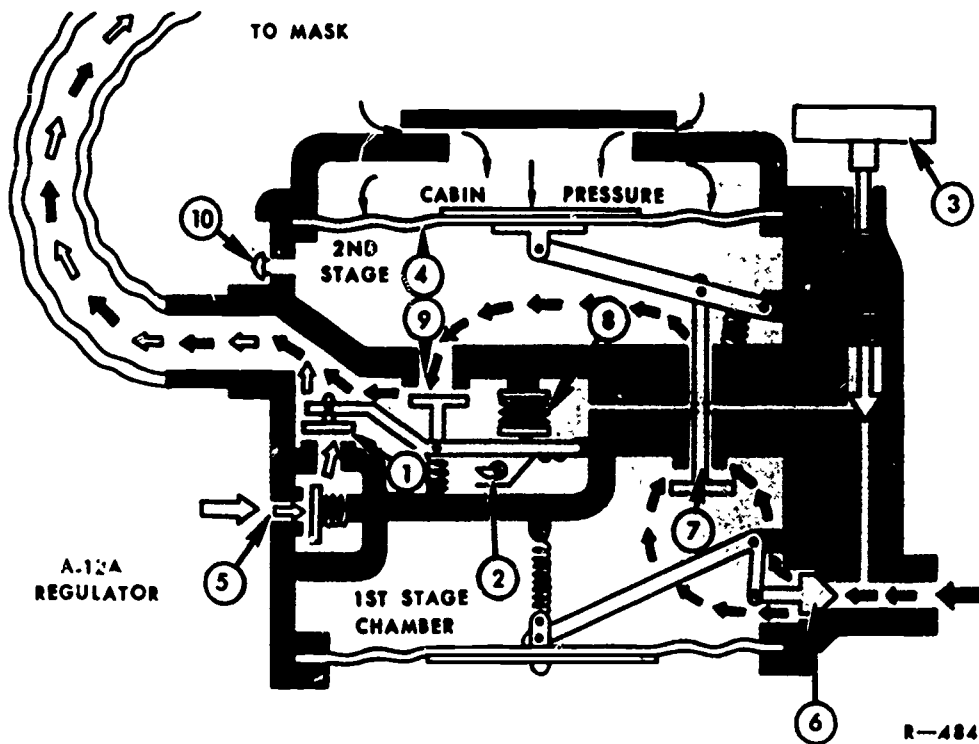 TO MASK
3
CABIN PRESSURE
10
2ND
STAGE
4
9
8
1
7
5
2
A-12A
REGULATOR
1ST STAGE
CHAMBER
6
R-484